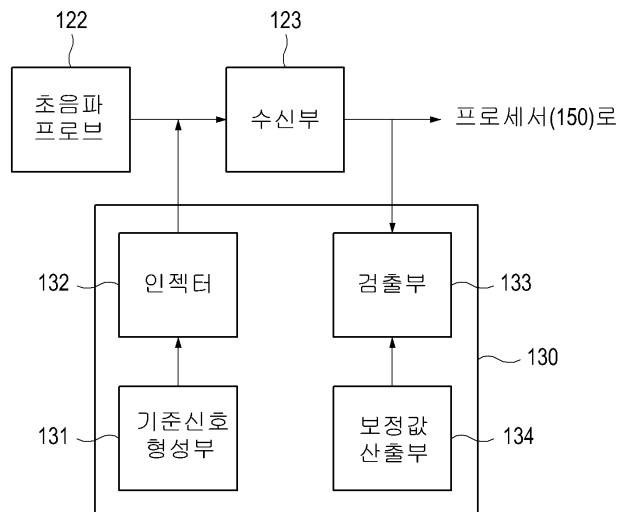 122
123
초음파
프로브
수신부
프로세서(150)로
132
인젝터
검출부
133
130
131
기준신호
형성부
보정값
산출부
134